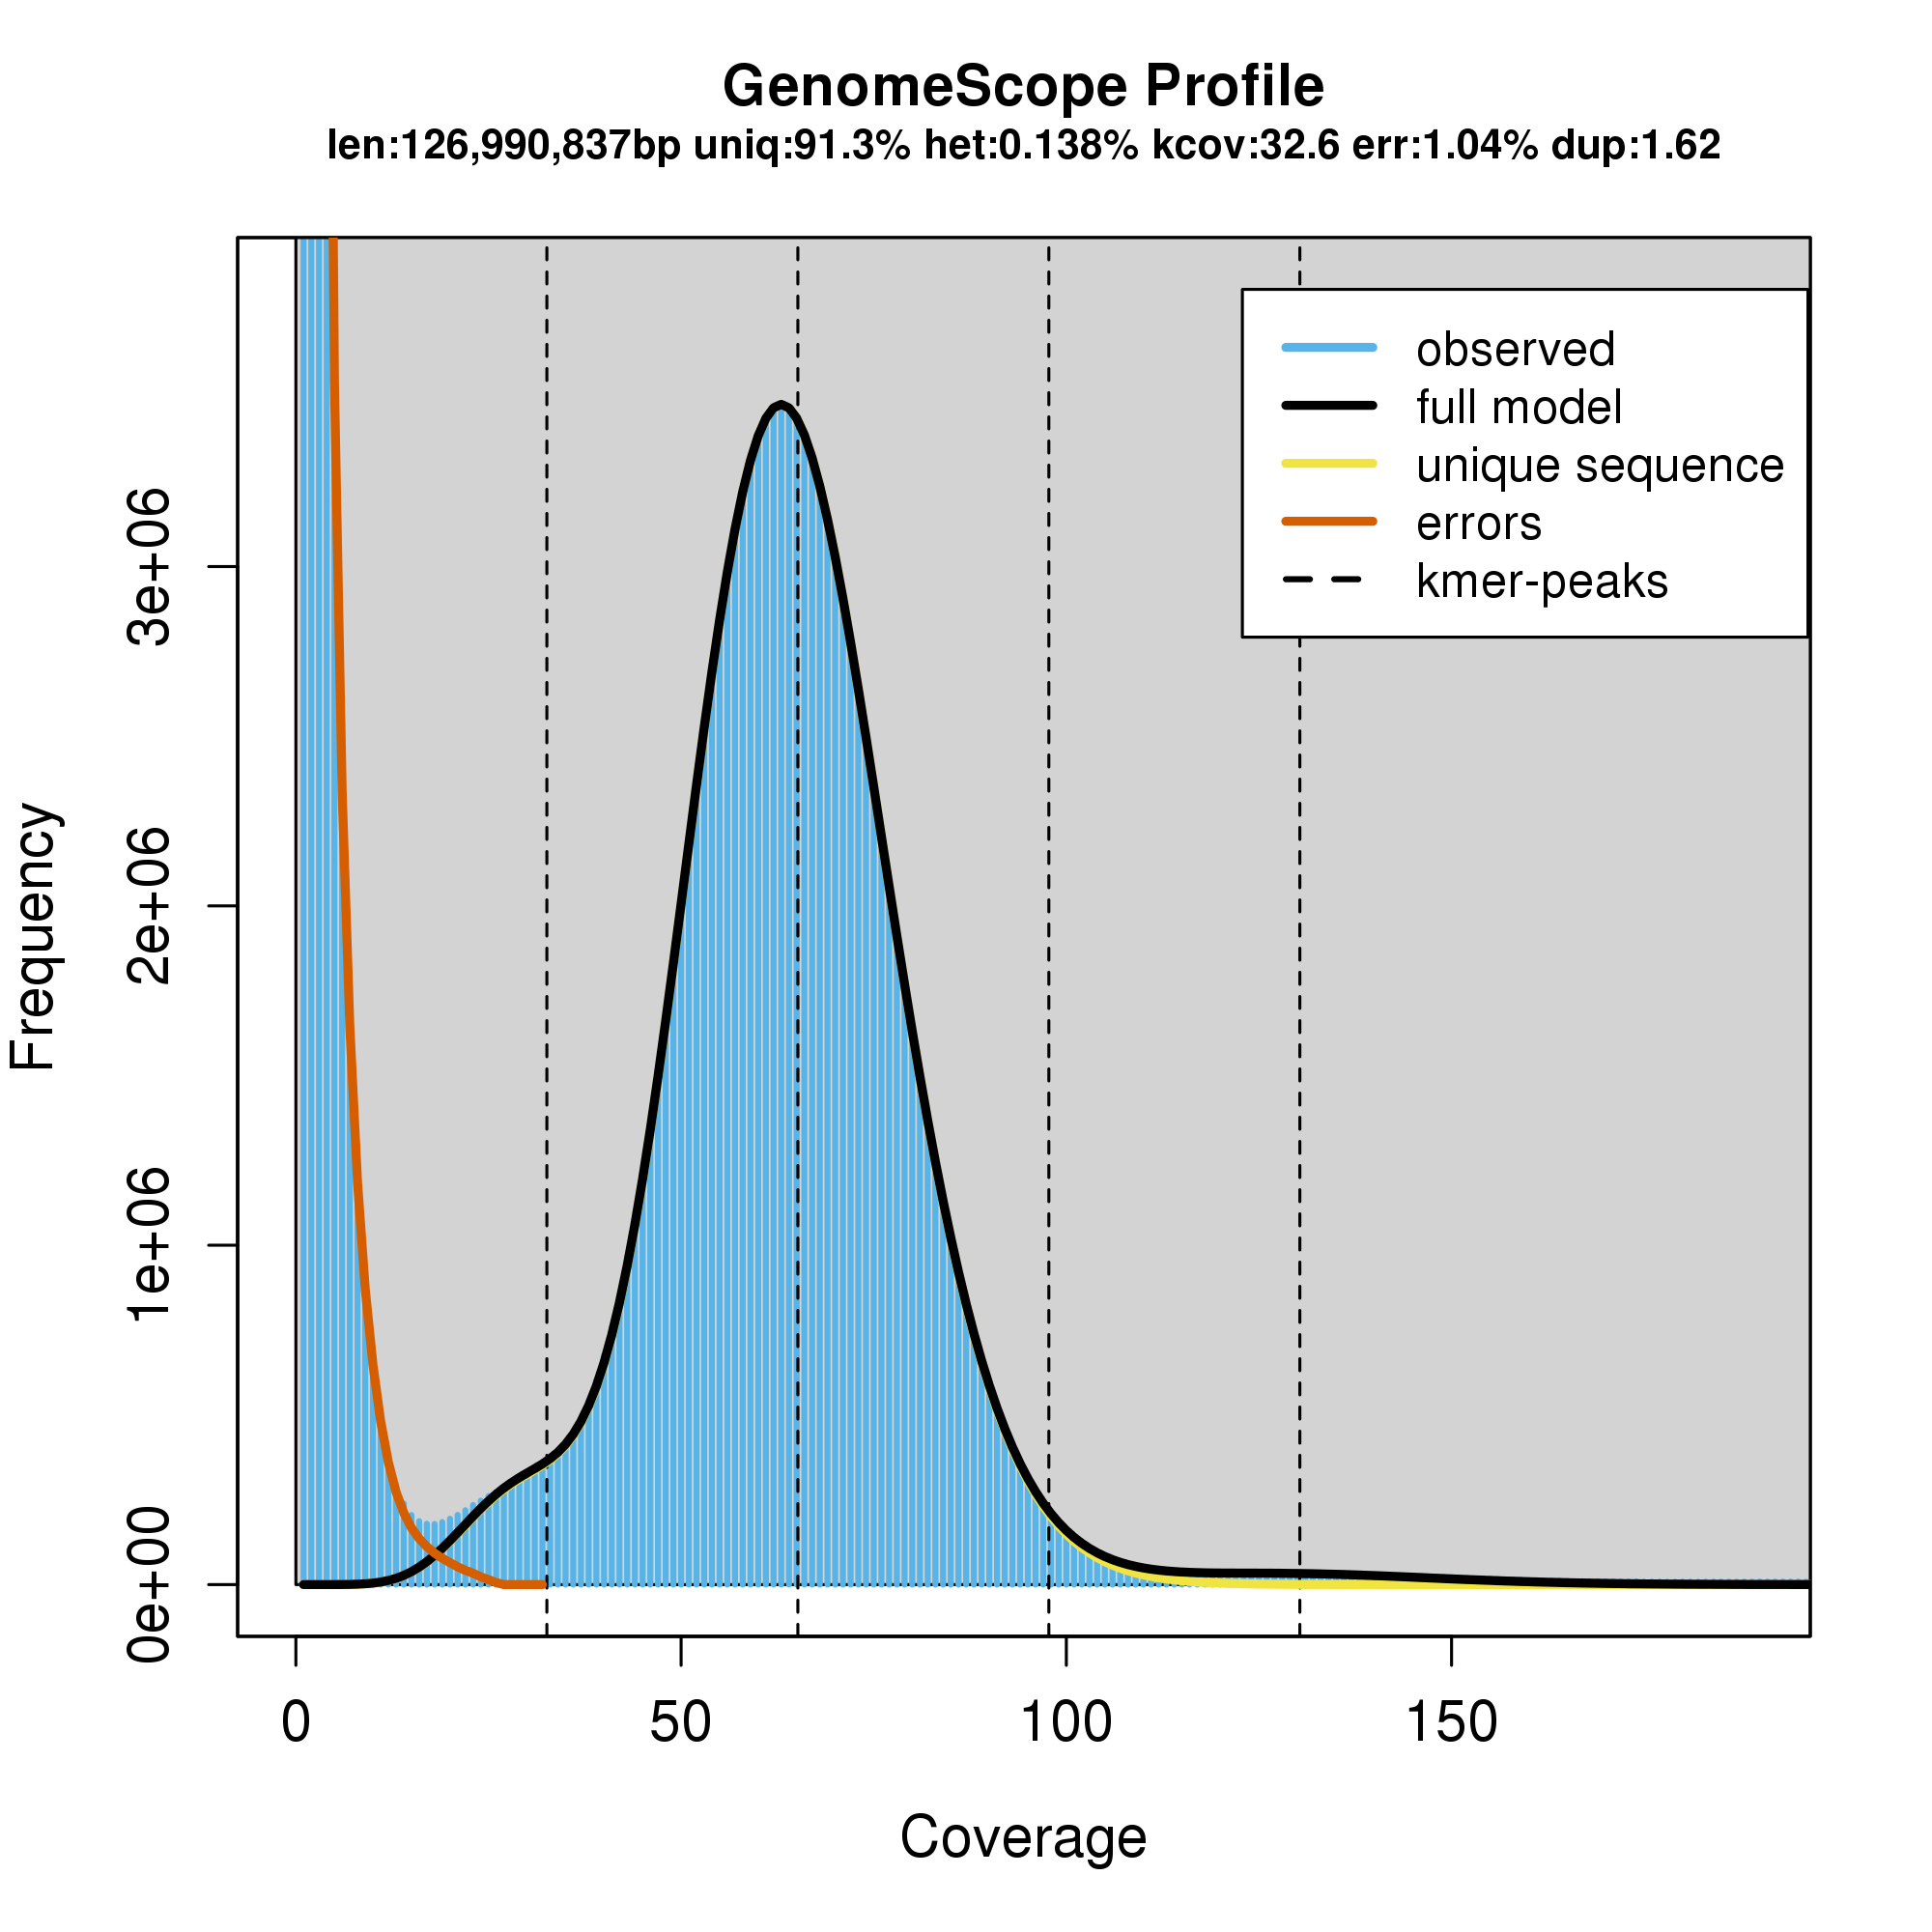 GenomeScope Profile
len:126,990,837bp uniq:91.3% het:0.138% kcov:32.6 err:1.04% dup:1.62
observed
full model
unique sequence
errors
kmer-peaks
Frequency
3e+06
2e+06
1e+06
0e+00
0 50 100 150
Coverage